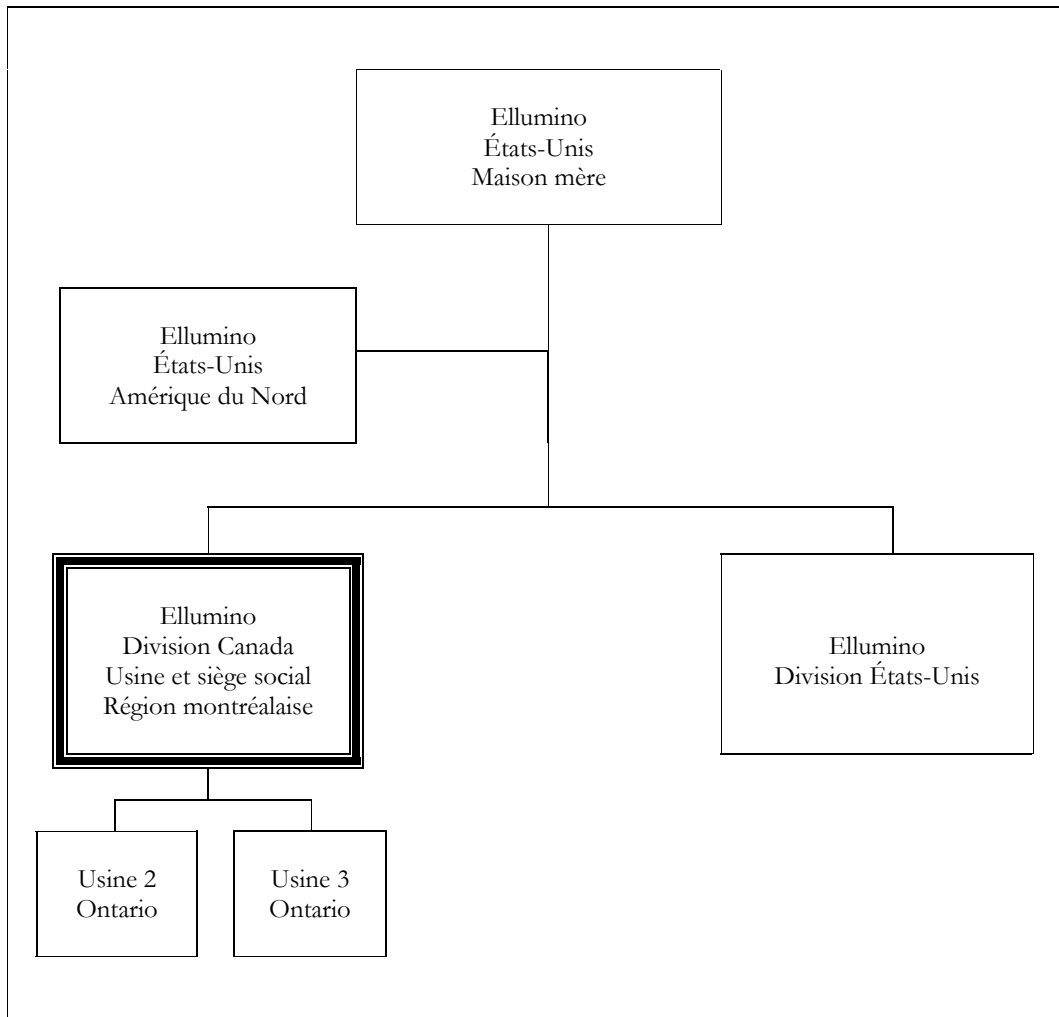 Ellumino
États-Unis
Maison mère
Ellumino
États-Unis
Amérique du Nord
Ellumino
Division Canada
Usine et siège social
Région montréalaise
Ellumino
Division États-Unis
Usine 2
Ontario
Usine 3
Ontario